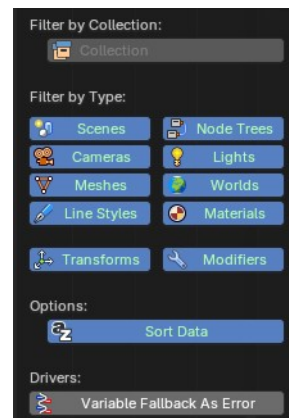 Filter by Collection:
Collection
Filter by Type:
Scenes Node Trees
Cameras Lights
Meshes Worlds
Line Styles Materials
Transforms Modifiers
Options:
Sort Data
Drivers:
Variable Fallback As Error